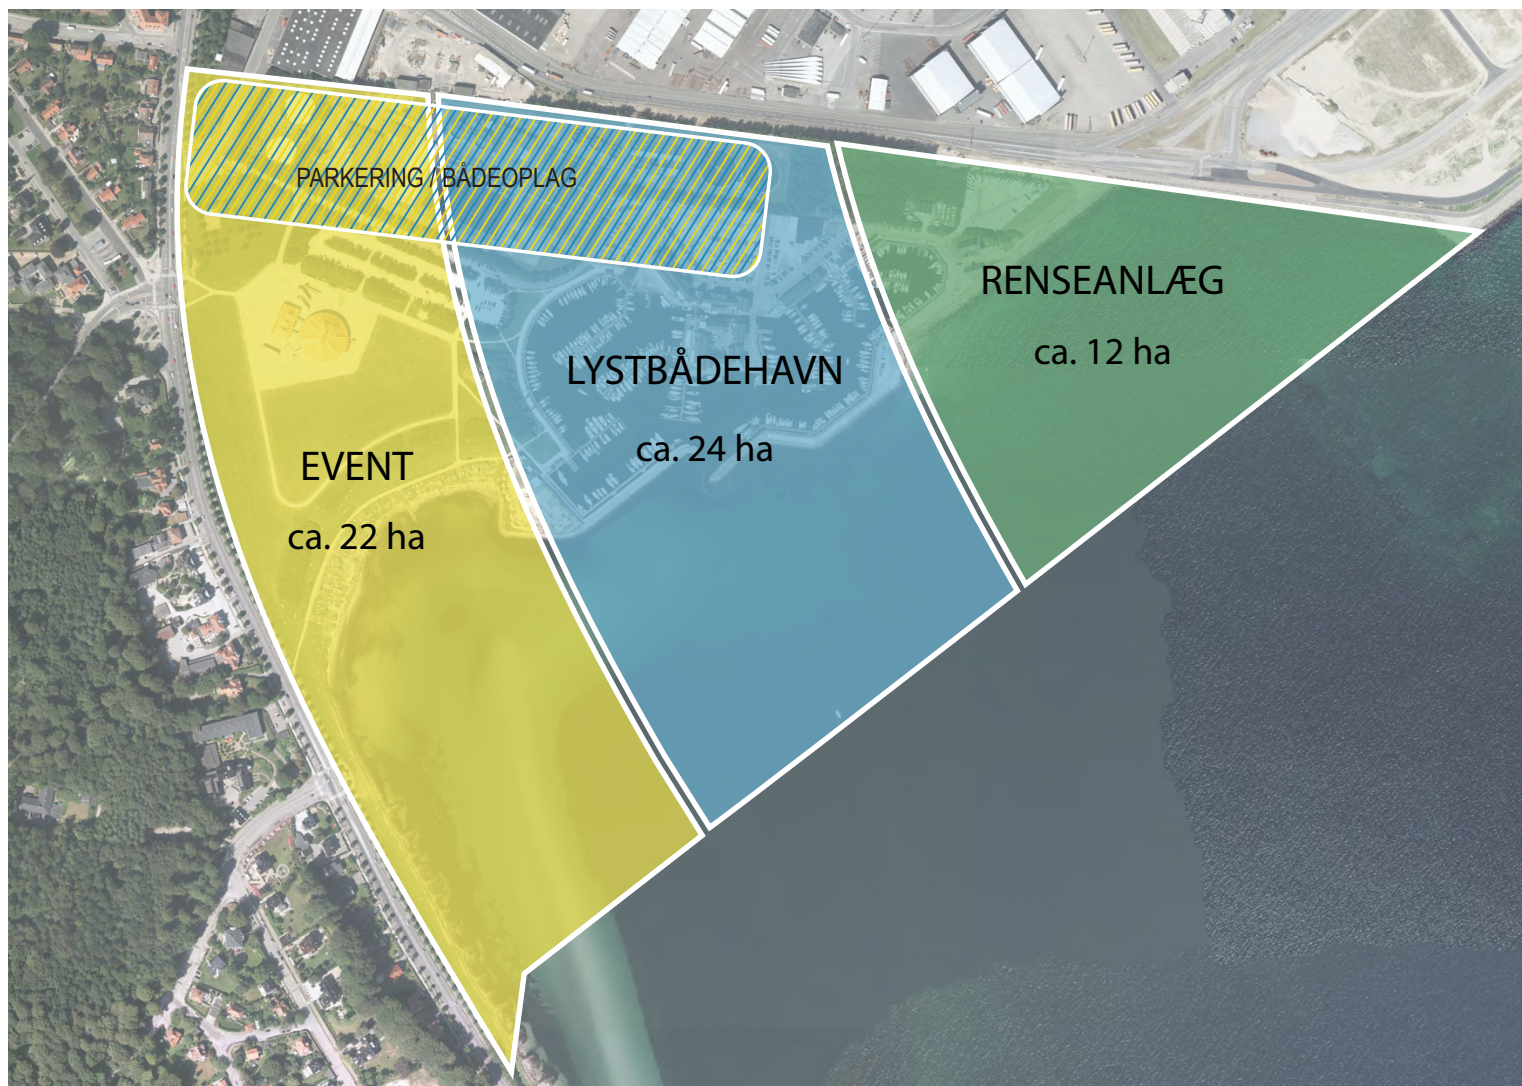 PARKERING / BÅDEOPLAG
RENSEANLÆG
ca. 12 ha
LYSTBÅDEHAVN
ca. 24 ha
EVENT
ca. 22 ha